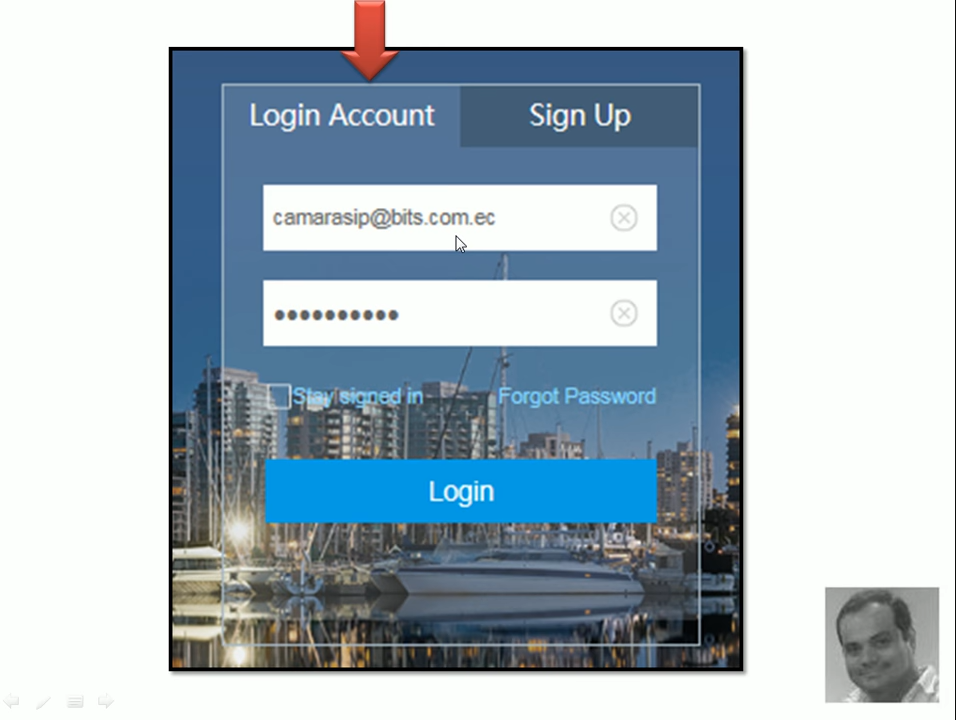 Login Account
Sign Up
camarasip@bits.com.ec
Stay signed in
Forgot Password
Login